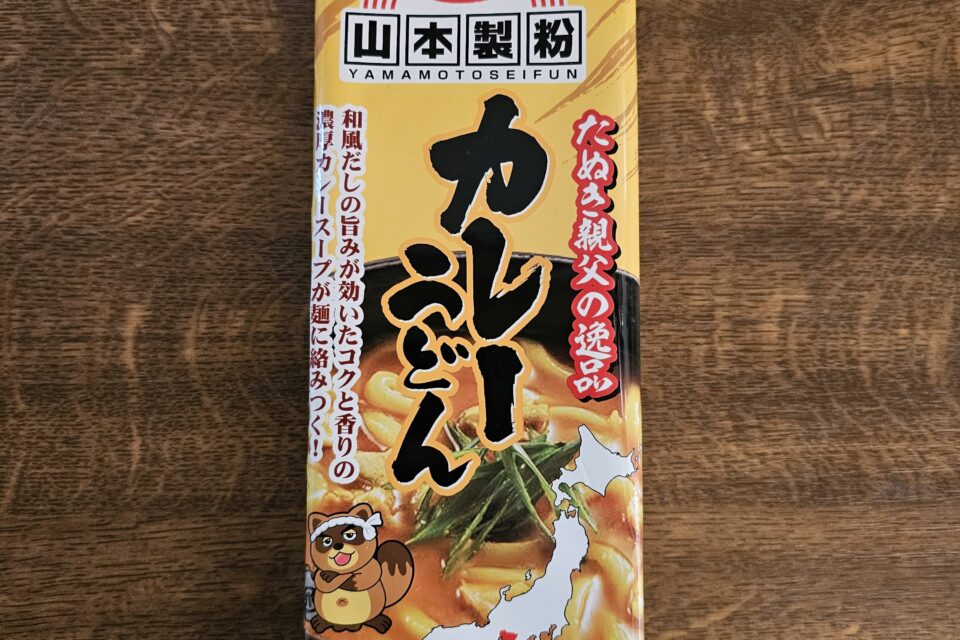 山本製粉
YAMAMOTOSEIFUN
たぬき親父の逸品
カレー
うどん
和風だしの旨みが効いたコクと香りの
濃厚カレースープが麺に絡みつく!